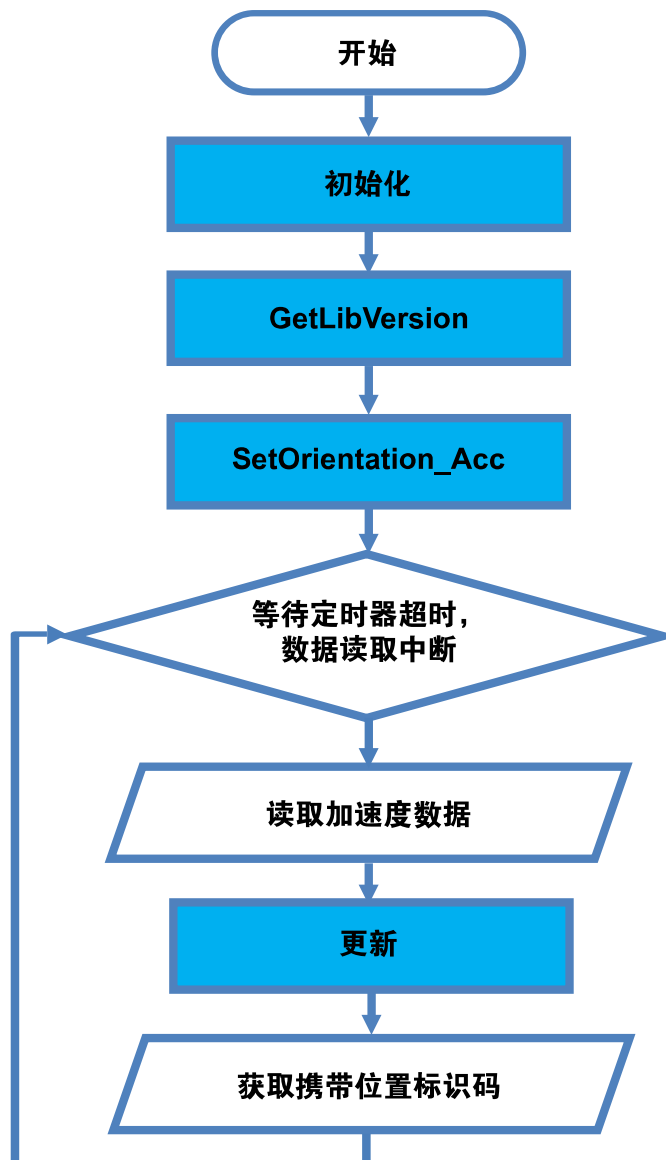 开始
初始化
GetLibVersion
SetOrientation_Acc
等待定时器超时，
数据读取中断
读取加速度数据
更新
获取携带位置标识码